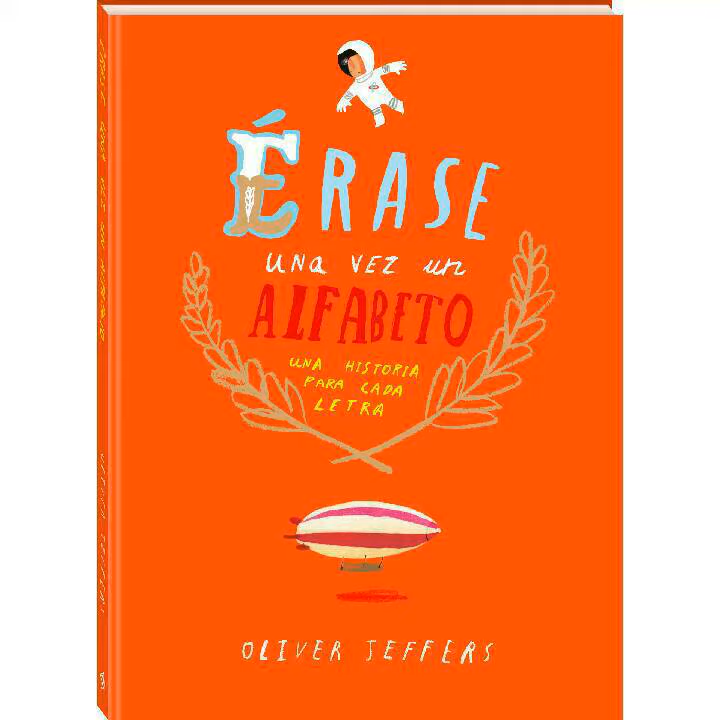 ÉRASE
una VEZ un
ALFABETO
UNA HISTORIA
PARA CADA
LETRA
OLIVER JEFFERS